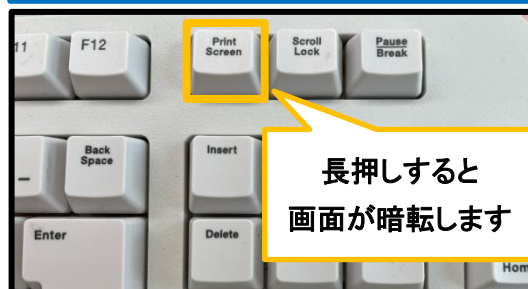 11
F12
Print
Screen
Scroll
Lock
Pause
Break
Back
Space
Insert
長押しすると
画面が暗転します
Enter
Delete
Hom